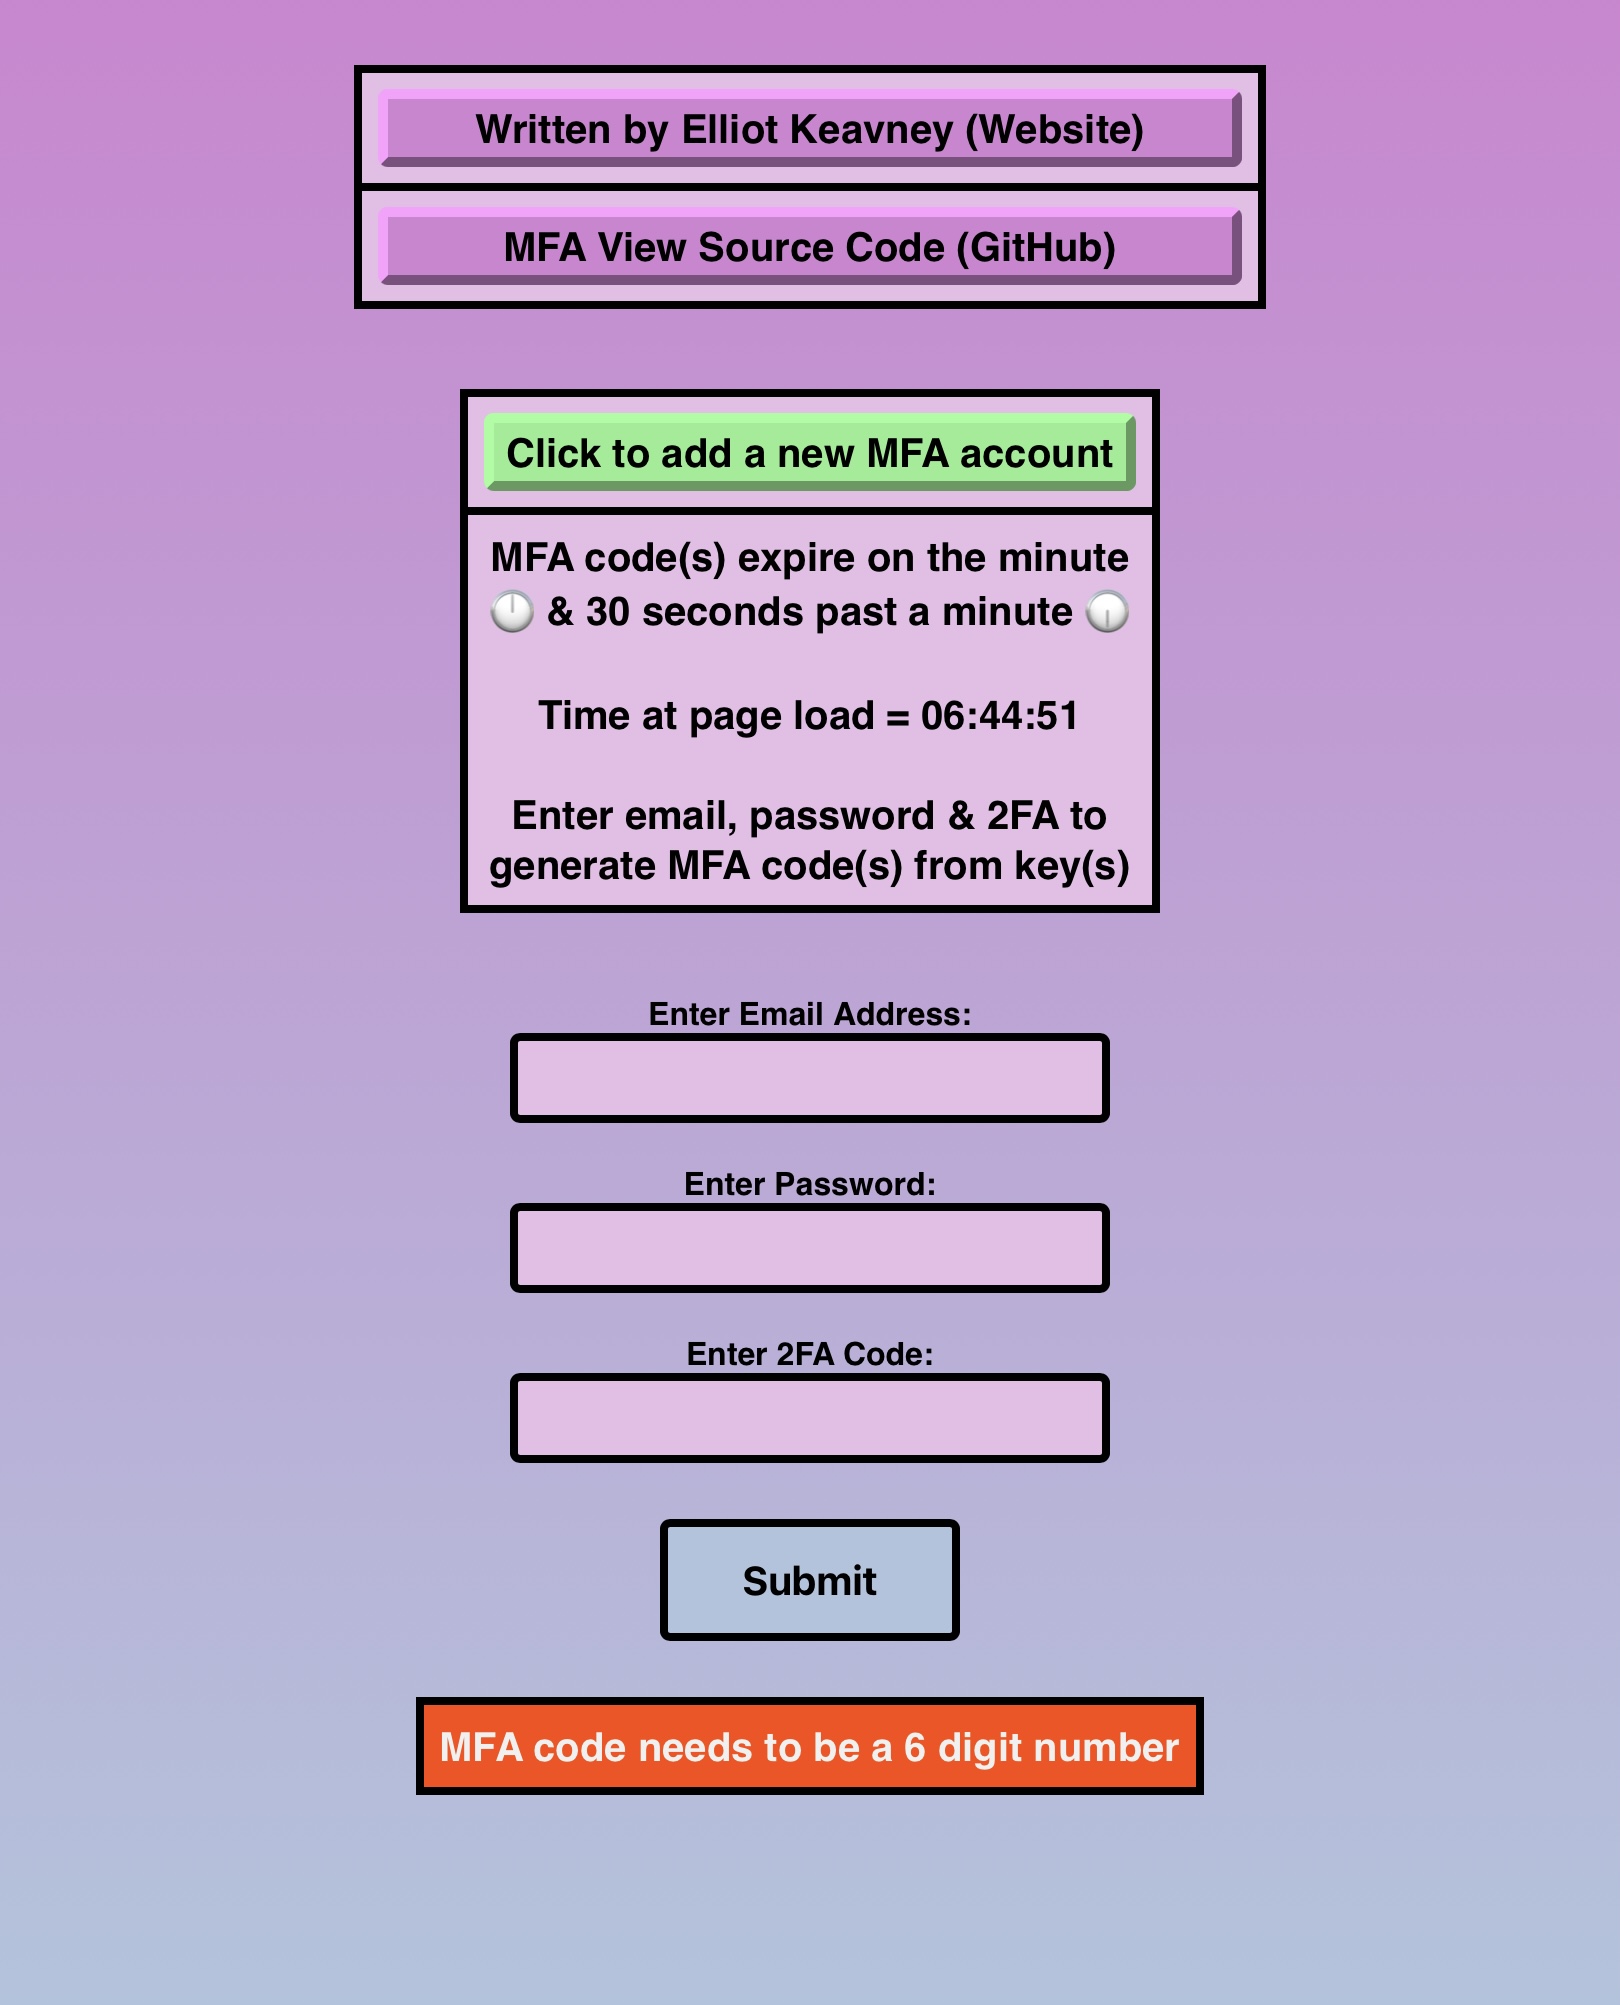 Written by Elliot Keavney (Website)
MFA View Source Code (GitHub)
Click to add a new MFA account
MFA code(s) expire on the minute
🕛 & 30 seconds past a minute 🕧
Time at page load = 06:44:51
Enter email, password & 2FA to
generate MFA code(s) from key(s)
Enter Email Address:
Enter Password:
Enter 2FA Code:
Submit
MFA code needs to be a 6 digit number